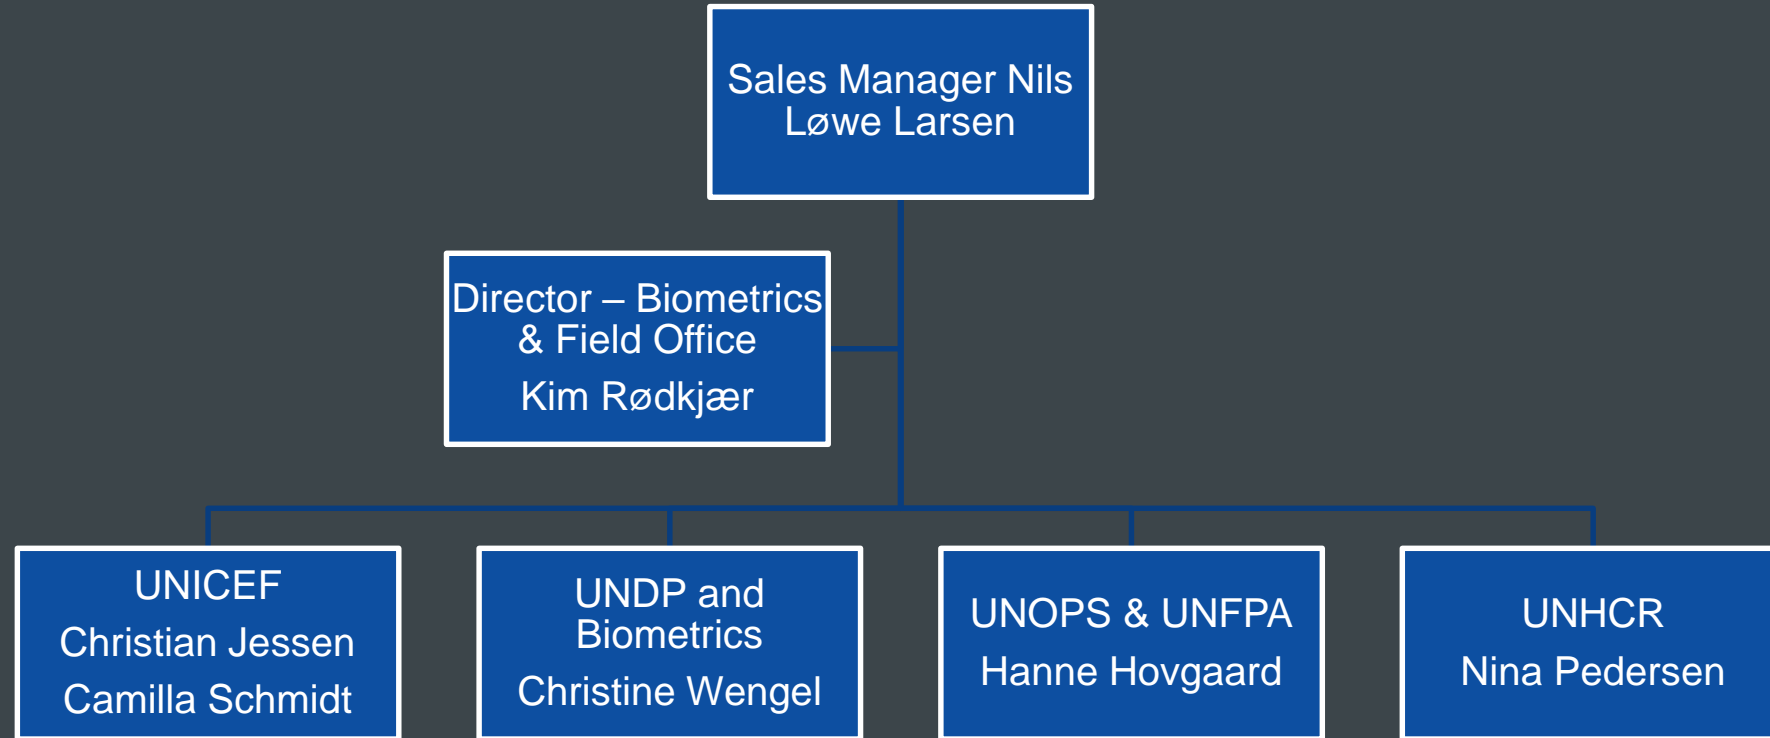 Sales Manager Nils
Løwe Larsen
Director – Biometrics
& Field Office
Kim Rødkjær
UNICEF
Christian Jessen
Camilla Schmidt
UNDP and
Biometrics
Christine Wengel
UNOPS & UNFPA
Hanne Hovgaard
UNHCR
Nina Pedersen